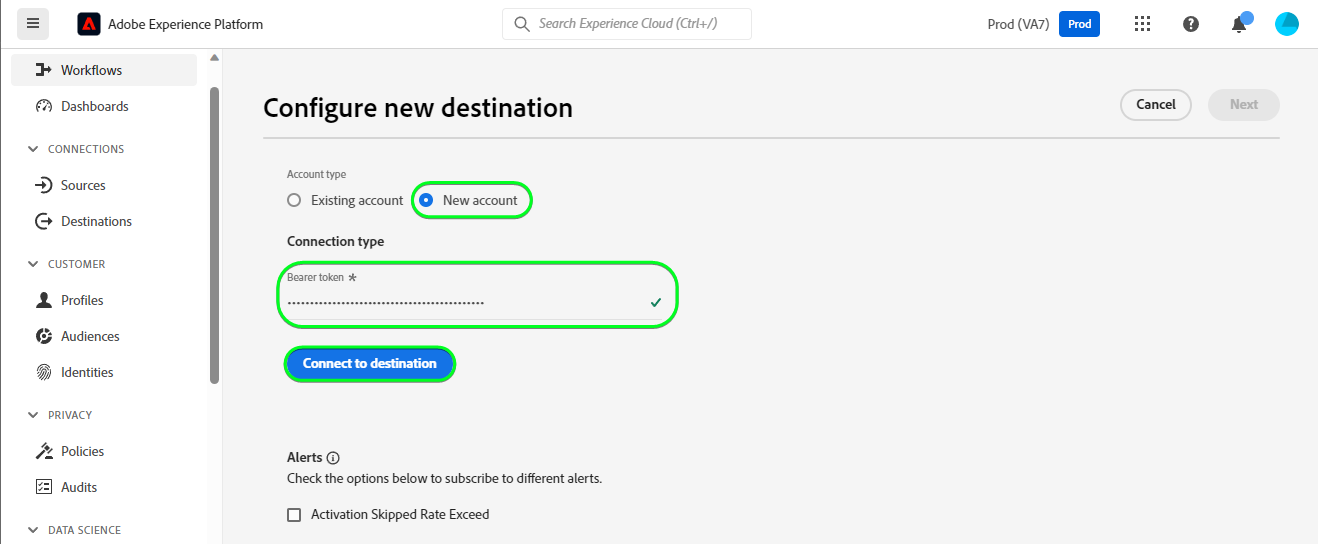 Adobe Experience Platform
Search Experience Cloud (Ctrl+/)
Prod (VA7)
Prod
Workflows
Dashboards
CONNECTIONS
Sources
Destinations
CUSTOMER
Profiles
Audiences
Identities
PRIVACY
Policies
Audits
DATA SCIENCE
Configure new destination
Cancel
Next
Account type
Existing account
New account
Connection type
Bearer token *
Connect to destination
Alerts
Check the options below to subscribe to different alerts.
Activation Skipped Rate Exceed